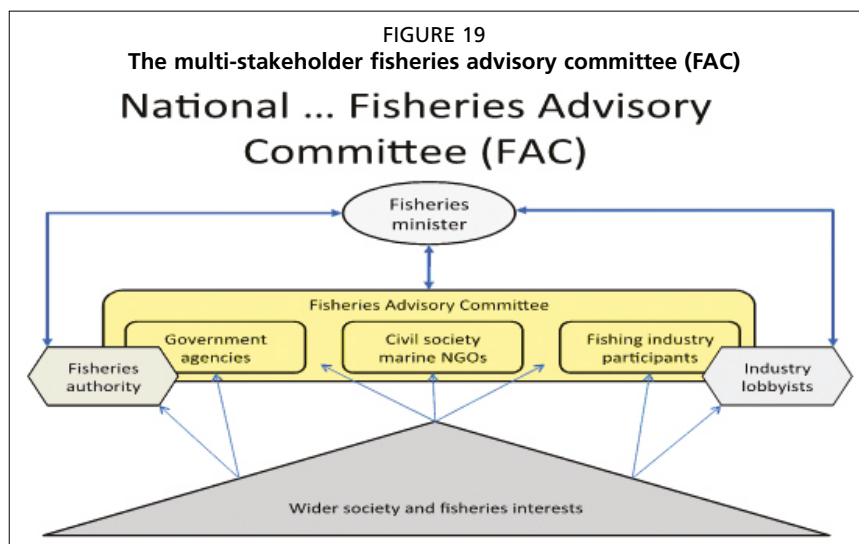 FIGURE 19
The multi-stakeholder fisheries advisory committee (FAC)
National ... Fisheries Advisory
Committee (FAC)
Fisheries
minister
Fisheries Advisory Committee
Government
agencies
Civil society
marine NGOs
Fishing industry
participants
Fisheries
authority
Industry
lobbyists
Wider society and fisheries interests